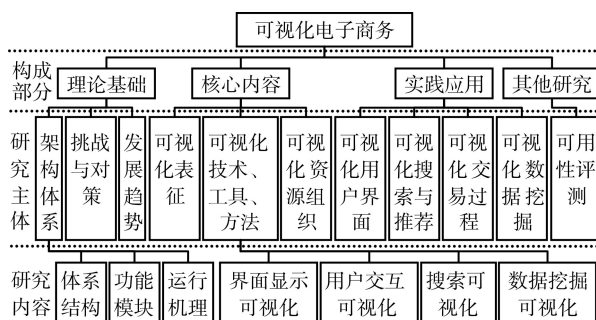 可视化电子商务
构成
部分
理论基础
核心内容
实践应用
其他研究
研
究
主
体
架
构
体
系
挑战
与对
策
发
展
趋
势
可视
化表
征
可视化
技术、
工具、
方法
可视
化资
源组
织
可视
化用
户界
面
可视
化搜
索与
推荐
可视
化交
易过
程
可视
化数
据挖
掘
可用
性评
测
研究
内容
体系
结构
功能
模块
运行
机理
界面显示
可视化
用户交互
可视化
搜索可
视化
数据挖掘
可视化